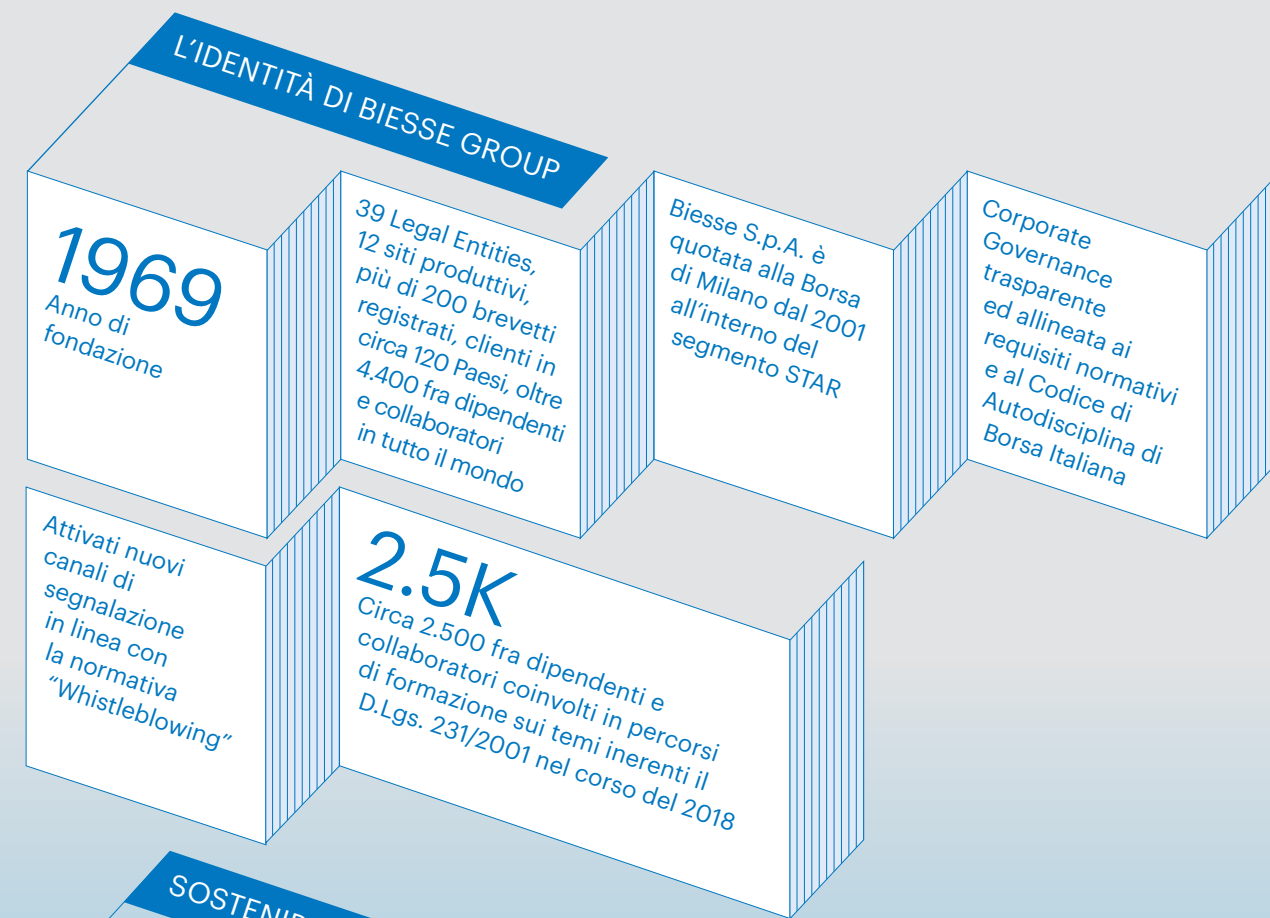 L'IDENTITÀ DI BIESSE GROUP
1969
Anno di
fondazione
39 Legal Entities,
12 siti produttivi,
più di 200 brevetti
registrati, clienti in
circa 120 Paesi, oltre
4.400 fra dipendenti
e collaboratori
in tutto il mondo
Biesse S.p.A. è
quotata alla Borsa
di Milano dal 2001
all'interno del
segmento STAR
Corporate
Governance
trasparente
ed allineata ai
requisiti normativi
e al Codice di
Autodisciplina di
Borsa Italiana
Attivati nuovi
canali di
segnalazione
in linea con
la normativa
“Whistleblowing”
2.5K
Circa 2.500 fra dipendenti e
collaboratori coinvolti in percorsi
di formazione sui temi inerenti il
D.Lgs. 231/2001 nel corso del 2018